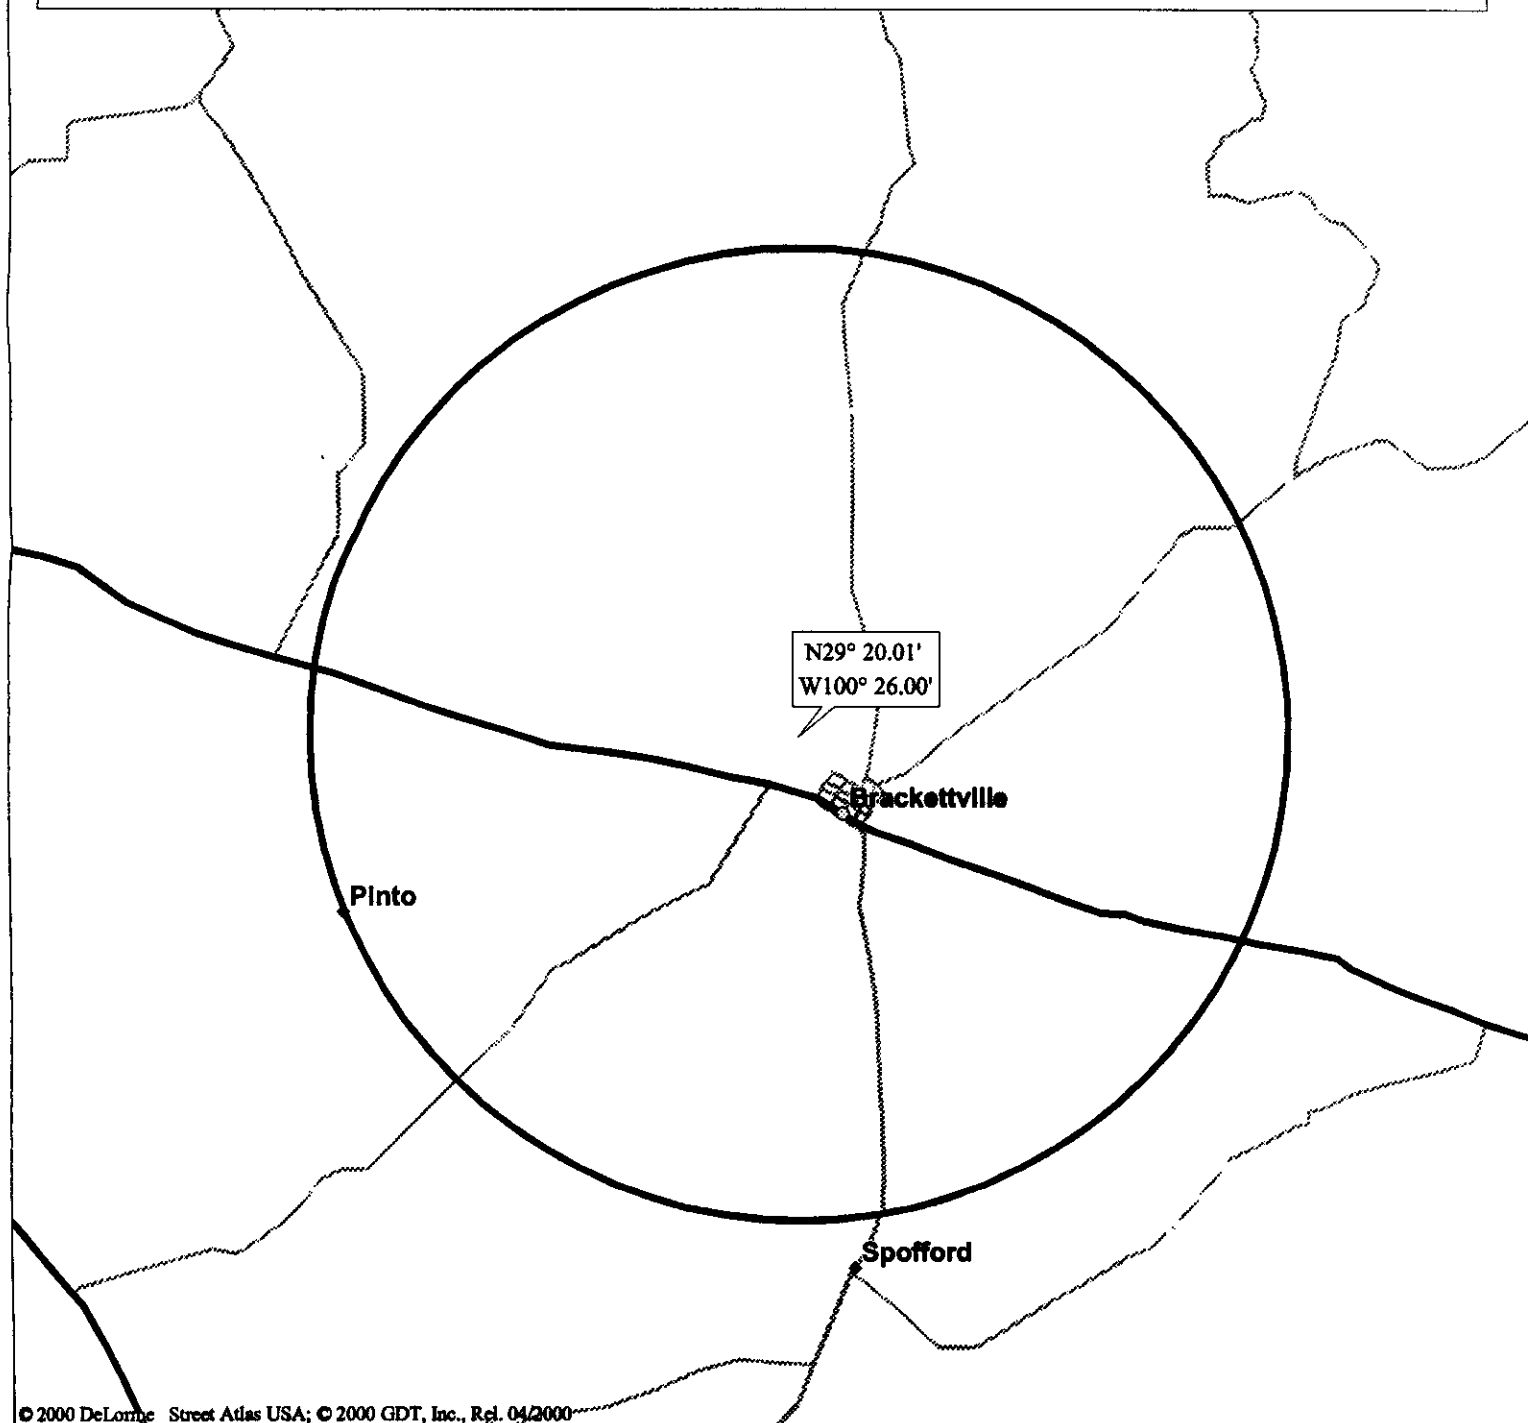 N29° 20.01'
W100° 26.00'
Brackettville
Pinto
Spofford
© 2000 DeLorme Street Atlas USA; © 2000 GDT, Inc., Rel. 04/2000